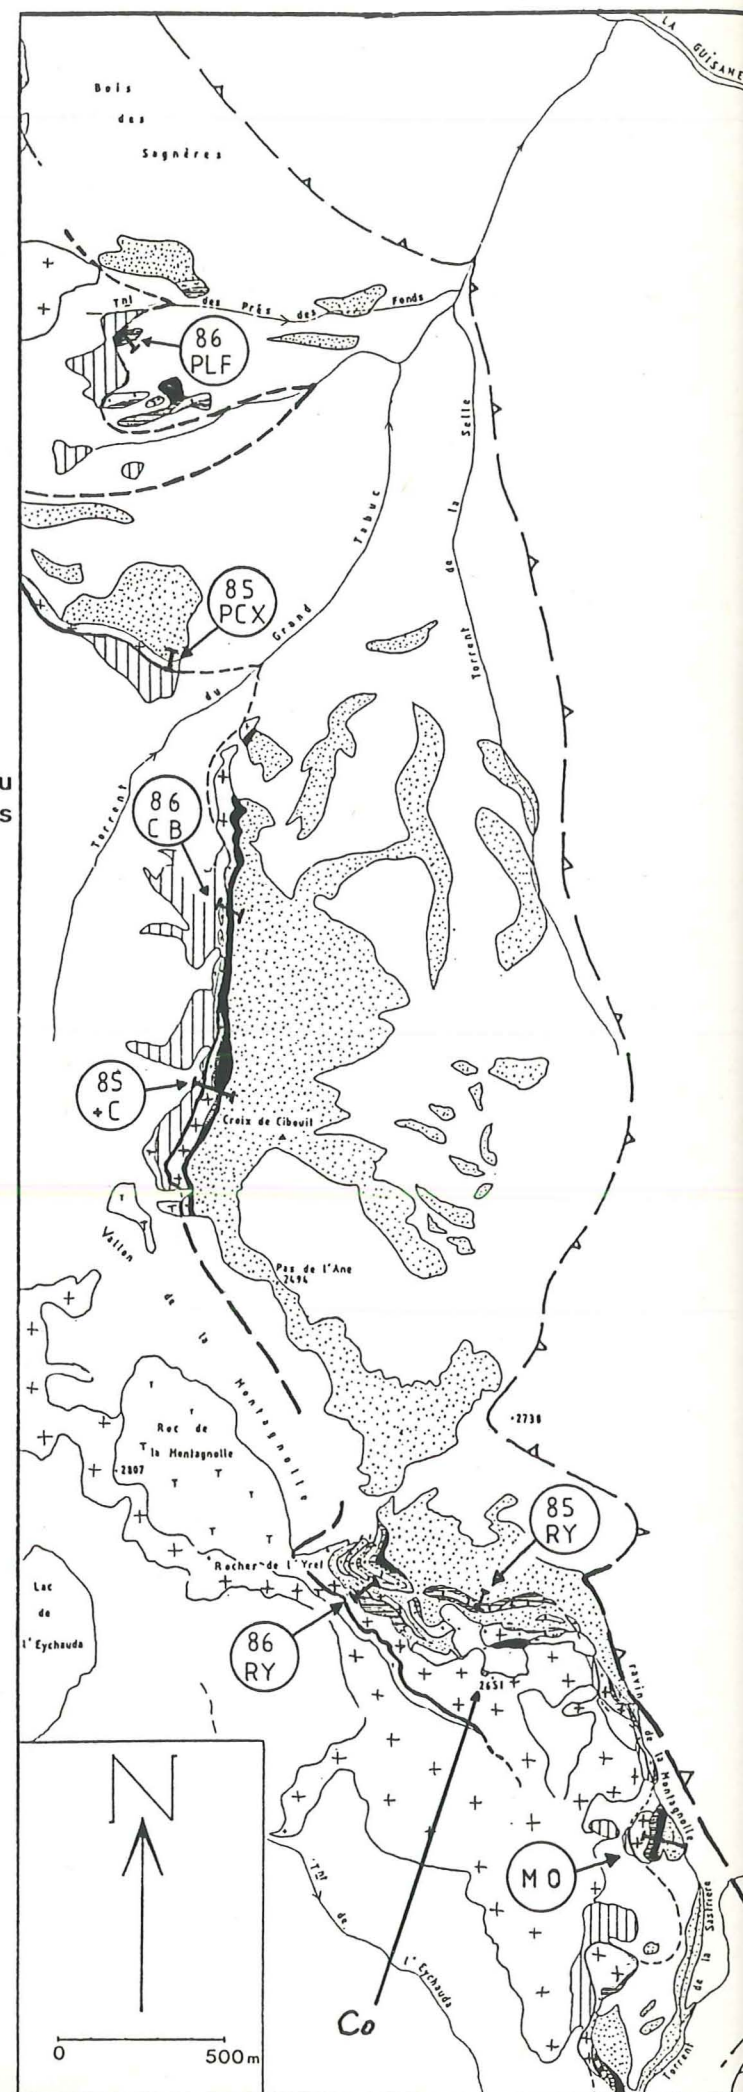 LA GUISANE
Bois
des
Sagnères
Tnt des Prés des Fonds
86
PLF
Torrent de la Selle
85
PCX
Torrent du Grand Tabuc
u
s
86
CB
85
+C
Croix de Cibouit
Vallon de la Montagnolle
Pas de l'Ane
2494
+2738
Roc de
la Montagnolle
+2807
85
RY
Rocher de l'Yret
Lac
de
l'Eychauda
86
RY
2651
ravin de la Montagnolle
N
MO
Tnt de l'Eychauda
Torrent de la Sastriere
Co
0 500m